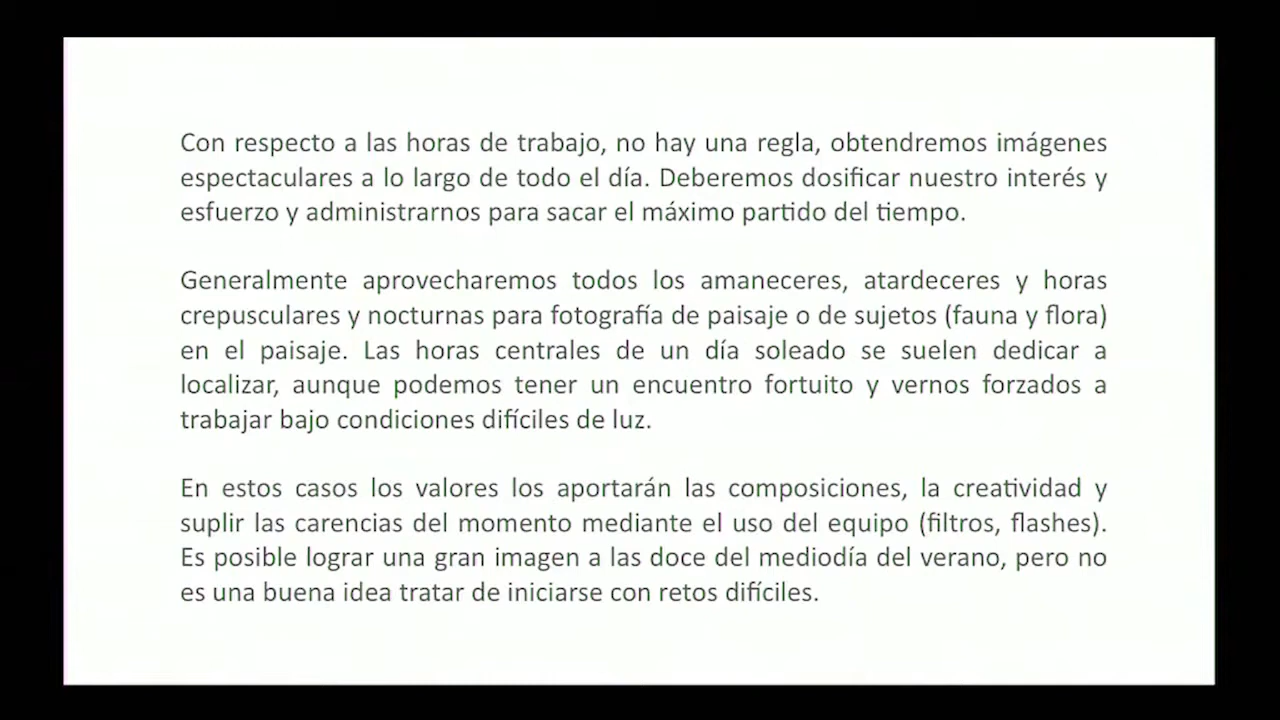 Con respecto a las horas de trabajo, no hay una regla, obtendremos imágenes
espectaculares a lo largo de todo el día. Deberemos dosificar nuestro interés y
esfuerzo y administrarnos para sacar el máximo partido del tiempo.
Generalmente aprovecharemos todos los amaneceres, atardeceres y horas
crepusculares y nocturnas para fotografía de paisaje o de sujetos (fauna y flora)
en el paisaje. Las horas centrales de un día soleado se suelen dedicar a
localizar, aunque podemos tener un encuentro fortuito y vernos forzados a
trabajar bajo condiciones difíciles de luz.
En estos casos los valores los aportarán las composiciones, la creatividad y
suplir las carencias del momento mediante el uso del equipo (filtros, flashes).
Es posible lograr una gran imagen a las doce del mediodía del verano, pero no
es una buena idea tratar de iniciarse con retos difíciles.